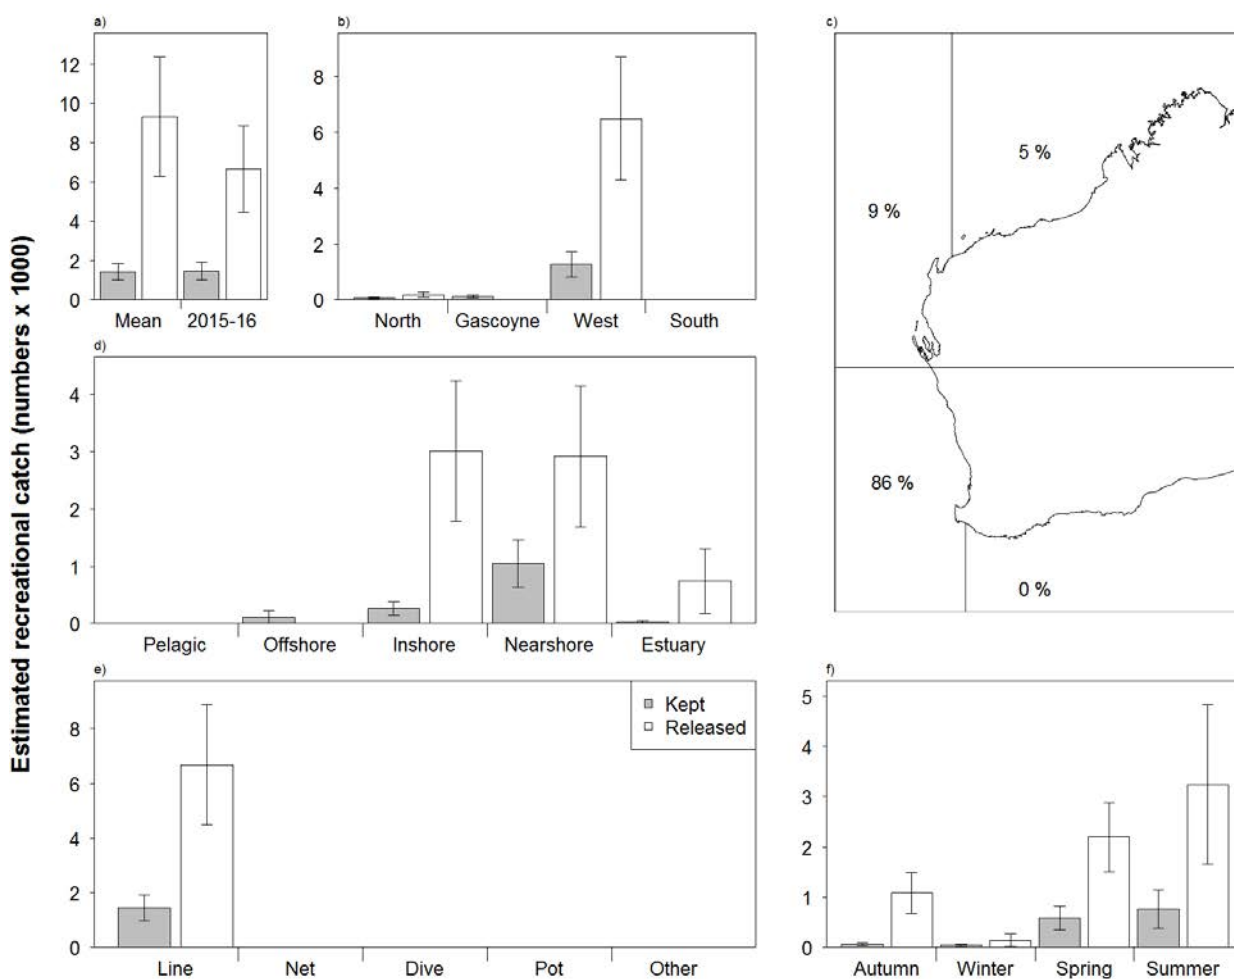 Estimated recreational catch (numbers x 1000)
a)
12
10
8
6
4
2
0
Mean 2015-16
b)
8
6
4
2
0
North Gascoyne West South
c)
5 %
9 %
86 %
0 %
d)
4
3
2
1
0
Pelagic Offshore Inshore Nearshore Estuary
e)
8
6
4
2
0
Kept
Released
Line Net Dive Pot Other
f)
5
4
3
2
1
0
Autumn Winter Spring Summer